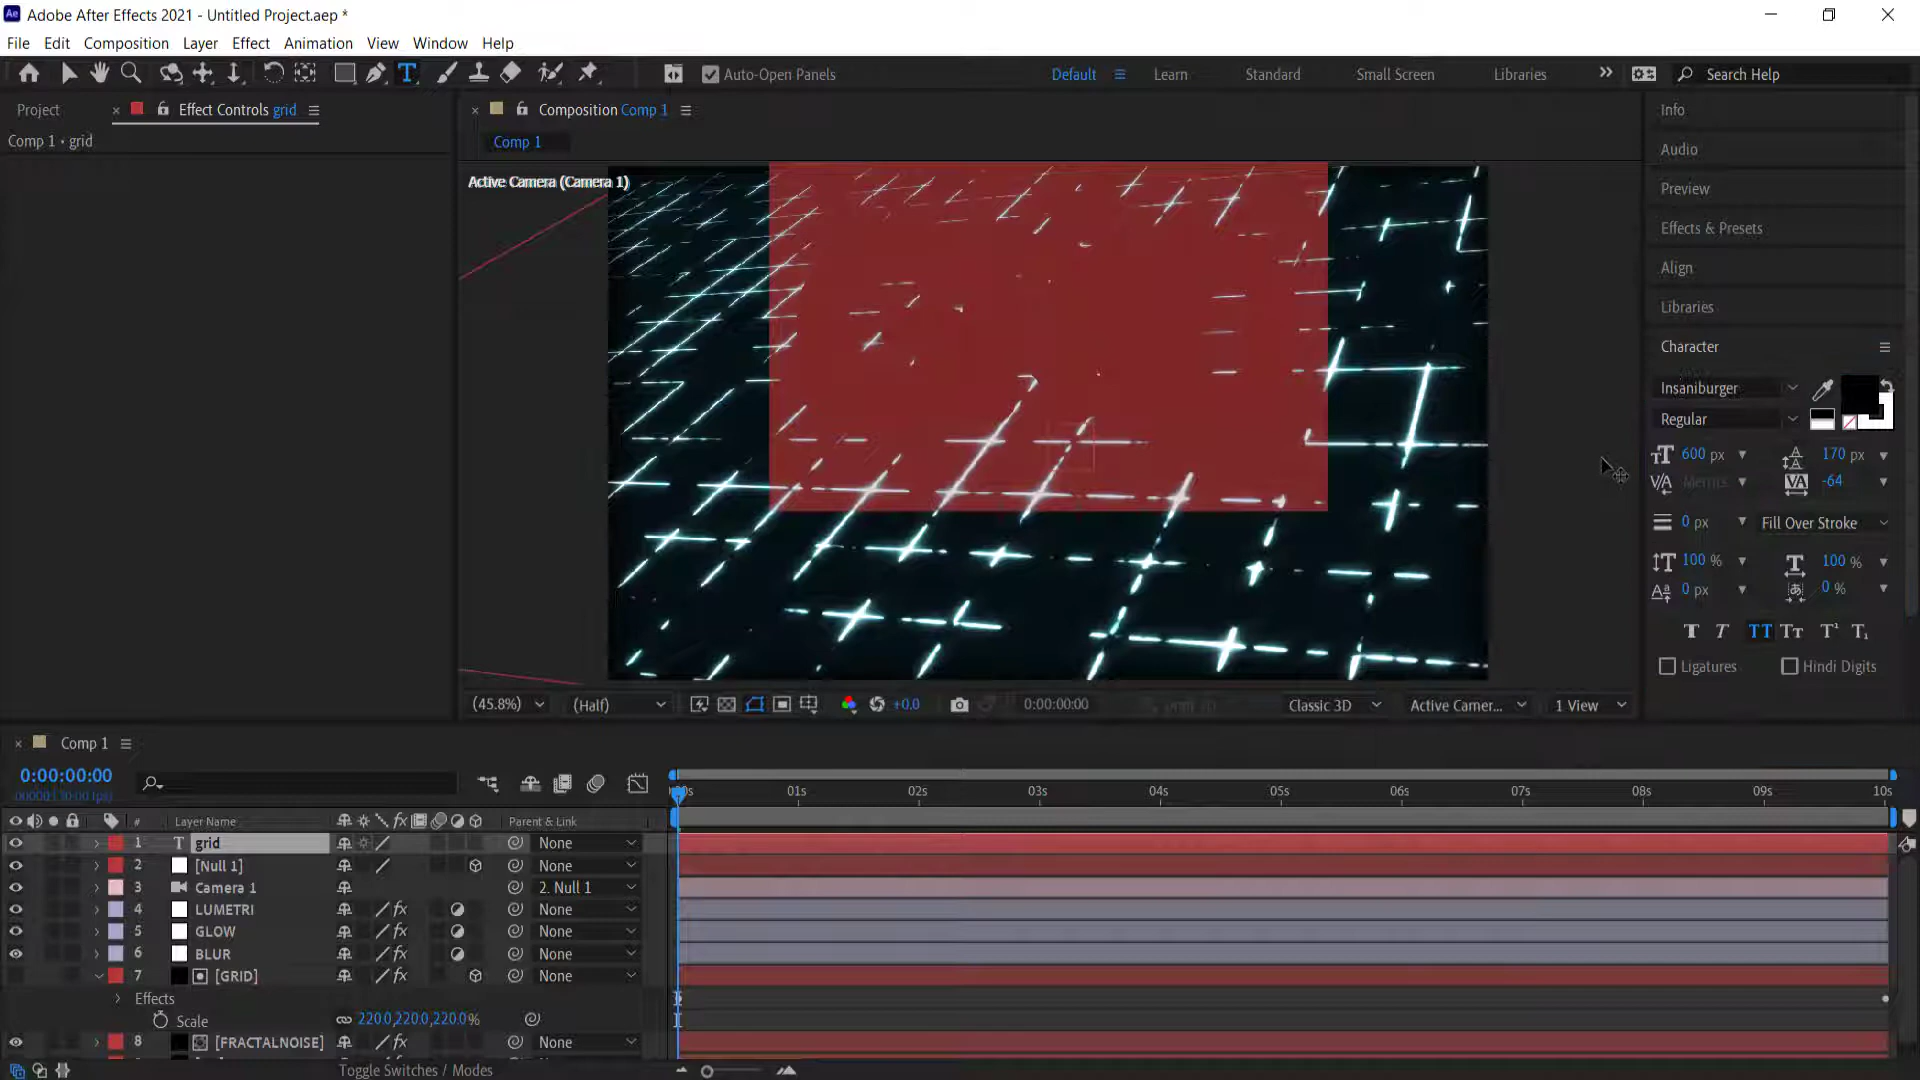 Adobe After Effects 2021 - Untitled Project.aep *
File Edit Composition Layer Effect Animation View Window Help
Auto-Open Panels Default Learn Standard Small Screen Libraries Search Help
Project Effect Controls grid Composition Comp 1 Info
Comp 1 • grid Comp 1
Audio
Active Camera (Camera 1)
Preview
Effects & Presets
Align
Libraries
Character
Insaniburger
Regular
600 px 170 px
Metrics -64
0 px Fill Over Stroke
100 % 100 %
0 px 0 %
Ligatures Hindi Digits
(45.8%) (Half) +0.0 0:00:00:00 Classic 3D Active Camer... 1 View
Comp 1
0:00:00:00
01s 02s 03s 04s 05s 06s 07s 08s 09s 10s
# Layer Name Parent & Link
1 grid None
2 [Null 1] None
3 Camera 1 2. Null 1
4 LUMETRI None
5 GLOW None
6 BLUR None
7 [GRID] None
Effects
Scale 220.0,220.0,220.0%
8 [FRACTALNOISE] None
Toggle Switches / Modes